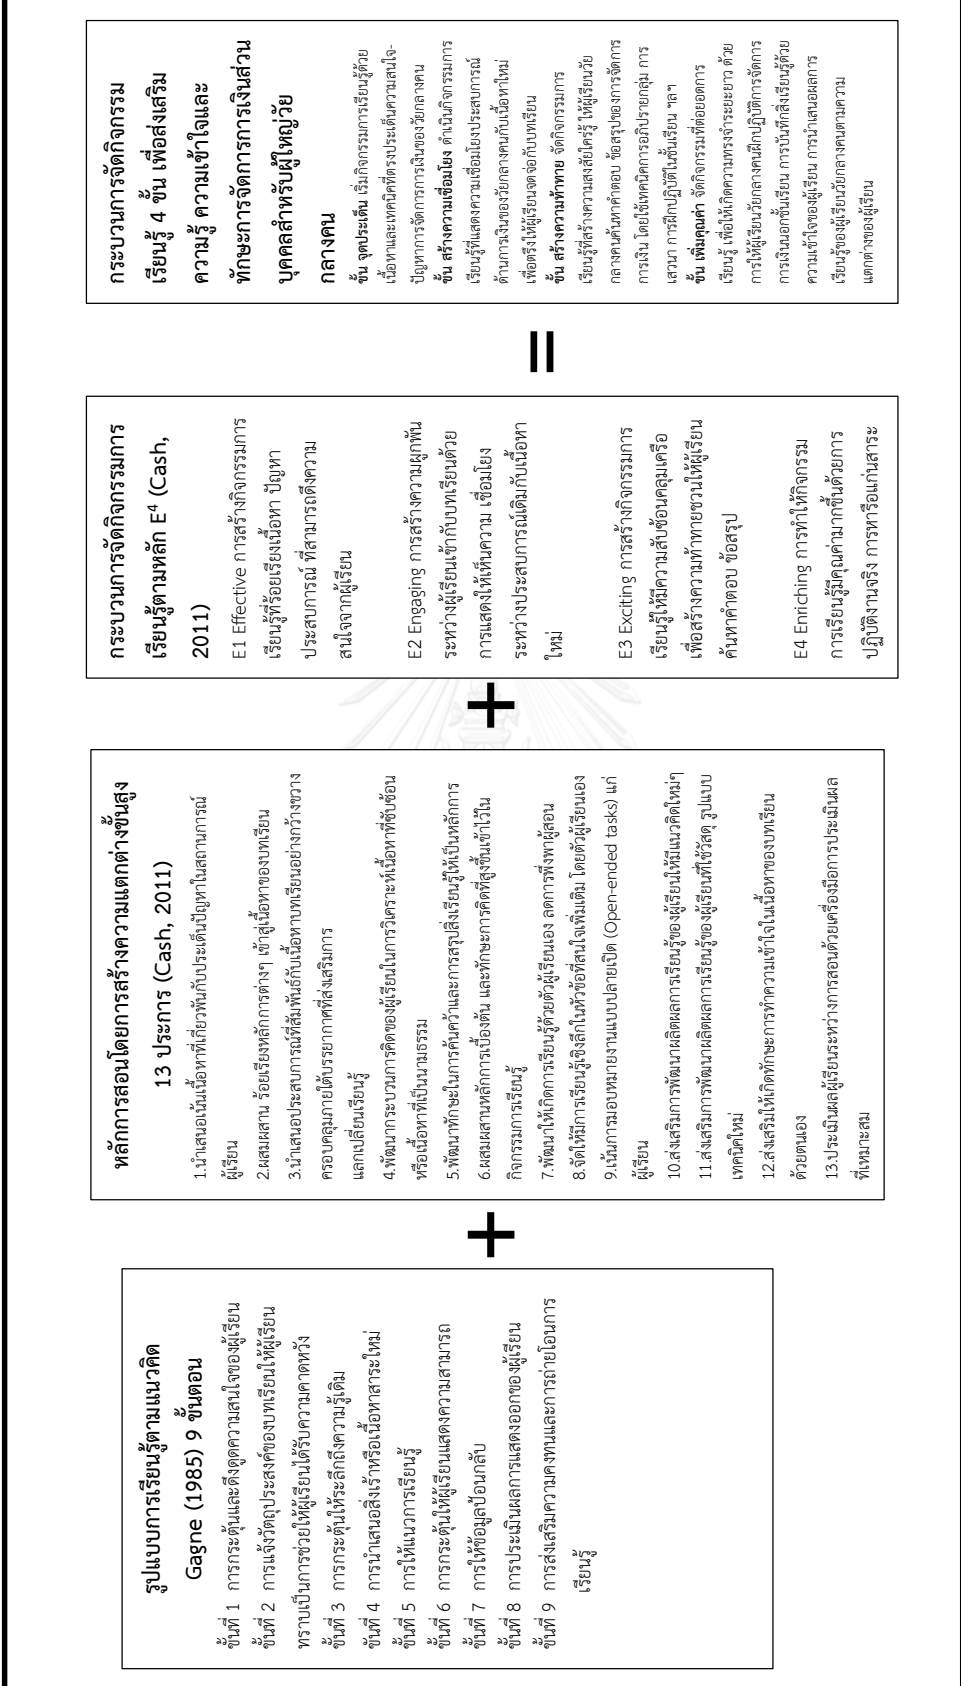 รูปแบบการเรียนรู้ตามแนวคิด
Gagne (1985) 9 ขั้นตอน
ขั้นที่ 1 การกระตุ้นและดึงดูดความสนใจของผู้เรียน
ขั้นที่ 2 การแจ้งวัตถุประสงค์ของบทเรียนให้ผู้เรียน
ทราบเป็นการช่วยให้ผู้เรียนได้รับความคาดหวัง
ขั้นที่ 3 การกระตุ้นให้ระลึกถึงความรู้เดิม
ขั้นที่ 4 การนำเสนอสิ่งเร้าหรือเนื้อหาสาระใหม่
ขั้นที่ 5 การให้แนวการเรียนรู้
ขั้นที่ 6 การกระตุ้นให้ผู้เรียนแสดงความสามารถ
ขั้นที่ 7 การให้ข้อมูลป้อนกลับ
ขั้นที่ 8 การประเมินผลการแสดงออกของผู้เรียน
ขั้นที่ 9 การส่งเสริมความคงทนและการถ่ายโอนการ
เรียนรู้
+
หลักการสอนโดยการสร้างความแตกต่างขั้นสูง
13 ประการ (Cash, 2011)
1.นำเสนอเน้นเนื้อหาที่เกี่ยวพันกับประเด็นปัญหาในสถานการณ์
ผู้เรียน
2.ผสมผสาน ร้อยเรียงหลักการต่างๆ เข้าสู่เนื้อหาของบทเรียน
3.นำเสนอประสบการณ์ที่สัมพันธ์กับเนื้อหาบทเรียนอย่างกว้างขวาง
ครอบคลุมภายใต้บรรยากาศที่ส่งเสริมการ
แลกเปลี่ยนเรียนรู้
4.พัฒนากระบวนการคิดของผู้เรียนในการวิเคราะห์เนื้อหาที่ซับซ้อน
หรือเนื้อหาที่เป็นนามธรรม
5.พัฒนาทักษะในการค้นคว้าและการสรุปสิ่งเรียนรู้ให้เป็นหลักการ
6.ผสมผสานหลักการเบื้องต้น และทักษะการคิดที่สูงขึ้นเข้าไว้ใน
กิจกรรมการเรียนรู้
7.พัฒนาให้เกิดการเรียนรู้ด้วยตัวผู้เรียนเอง ลดการพึ่งพาผู้สอน
8.จัดให้มีการเรียนรู้เชิงลึกในหัวข้อที่สนใจเพิ่มเติม โดยตัวผู้เรียนเอง
9.เน้นการมอบหมายงานแบบปลายเปิด (Open-ended tasks) แก่
ผู้เรียน
10.ส่งเสริมการพัฒนาผลิตผลการเรียนรู้ของผู้เรียนให้มีแนวคิดใหม่ๆ
11.ส่งเสริมการพัฒนาผลิตผลการเรียนรู้ของผู้เรียนที่ใช้วัสดุ รูปแบบ
เทคนิคใหม่
12.ส่งเสริมให้เกิดทักษะการทำความเข้าใจในเนื้อหาของบทเรียน
ด้วยตนเอง
13.ประเมินผลผู้เรียนระหว่างการสอนด้วยเครื่องมือการประเมินผล
ที่เหมาะสม
+
กระบวนการจัดกิจกรรมการ
เรียนรู้ตามหลัก E⁴ (Cash,
2011)
E1 Effective การสร้างกิจกรรมการ
เรียนรู้ที่ร้อยเรียงเนื้อหา ปัญหา
ประสบการณ์ ที่สามารถดึงความ
สนใจจากผู้เรียน
E2 Engaging การสร้างความผูกพัน
ระหว่างผู้เรียนเข้ากับบทเรียนด้วย
การแสดงให้เห็นความ เชื่อมโยง
ระหว่างประสบการณ์เดิมกับเนื้อหา
ใหม่
E3 Exciting การสร้างกิจกรรมการ
เรียนรู้ให้มีความสับซ้อนคลุมเครือ
เพื่อสร้างความท้าทายชวนให้ผู้เรียน
ค้นหาคำตอบ ข้อสรุป
E4 Enriching การทำให้กิจกรรม
การเรียนรู้มีคุณค่ามากขึ้นด้วยการ
ปฏิบัติงานจริง การหารือแก่นสาระ
=
กระบวนการจัดกิจกรรม
เรียนรู้ 4 ขั้น เพื่อส่งเสริม
ความรู้ ความเข้าใจและ
ทักษะการจัดการการเงินส่วน
บุคคลสำหรับผู้ใหญ่วัย
กลางคน
ขั้น จุดประเด็น เริ่มกิจกรรมการเรียนรู้ด้วย
เนื้อหาและเทคนิคที่ตรงประเด็นความสนใจ-
ปัญหาการจัดการการเงินของวัยกลางคน
ขั้น สร้างความเชื่อมโยง ดำเนินกิจกรรมการ
เรียนรู้ที่แสดงความเชื่อมโยงประสบการณ์
ด้านการเงินของวัยกลางคนกับเนื้อหาใหม่
เพื่อตรึงให้ผู้เรียนจดจ่อกับบทเรียน
ขั้น สร้างความท้าทาย จัดกิจกรรมการ
เรียนรู้ที่สร้างความสงสัยใคร่รู้ ให้ผู้เรียนวัย
กลางคนค้นหาคำตอบ ข้อสรุปของการจัดการ
การเงิน โดยใช้เทคนิคการอภิปรายกลุ่ม การ
เสวนา การฝึกปฏิบัติในชั้นเรียน ฯลฯ
ขั้น เพิ่มคุณค่า จัดกิจกรรมที่ต่อยอดการ
เรียนรู้ เพื่อให้เกิดความทรงจำระยะยาว ด้วย
การให้ผู้เรียนวัยกลางคนฝึกปฏิบัติการจัดการ
การเงินนอกชั้นเรียน การบันทึกสิ่งเรียนรู้ด้วย
ความเข้าใจของผู้เรียน การนำเสนอผลการ
เรียนรู้ของผู้เรียนวัยกลางคนตามความ
แตกต่างของผู้เรียน